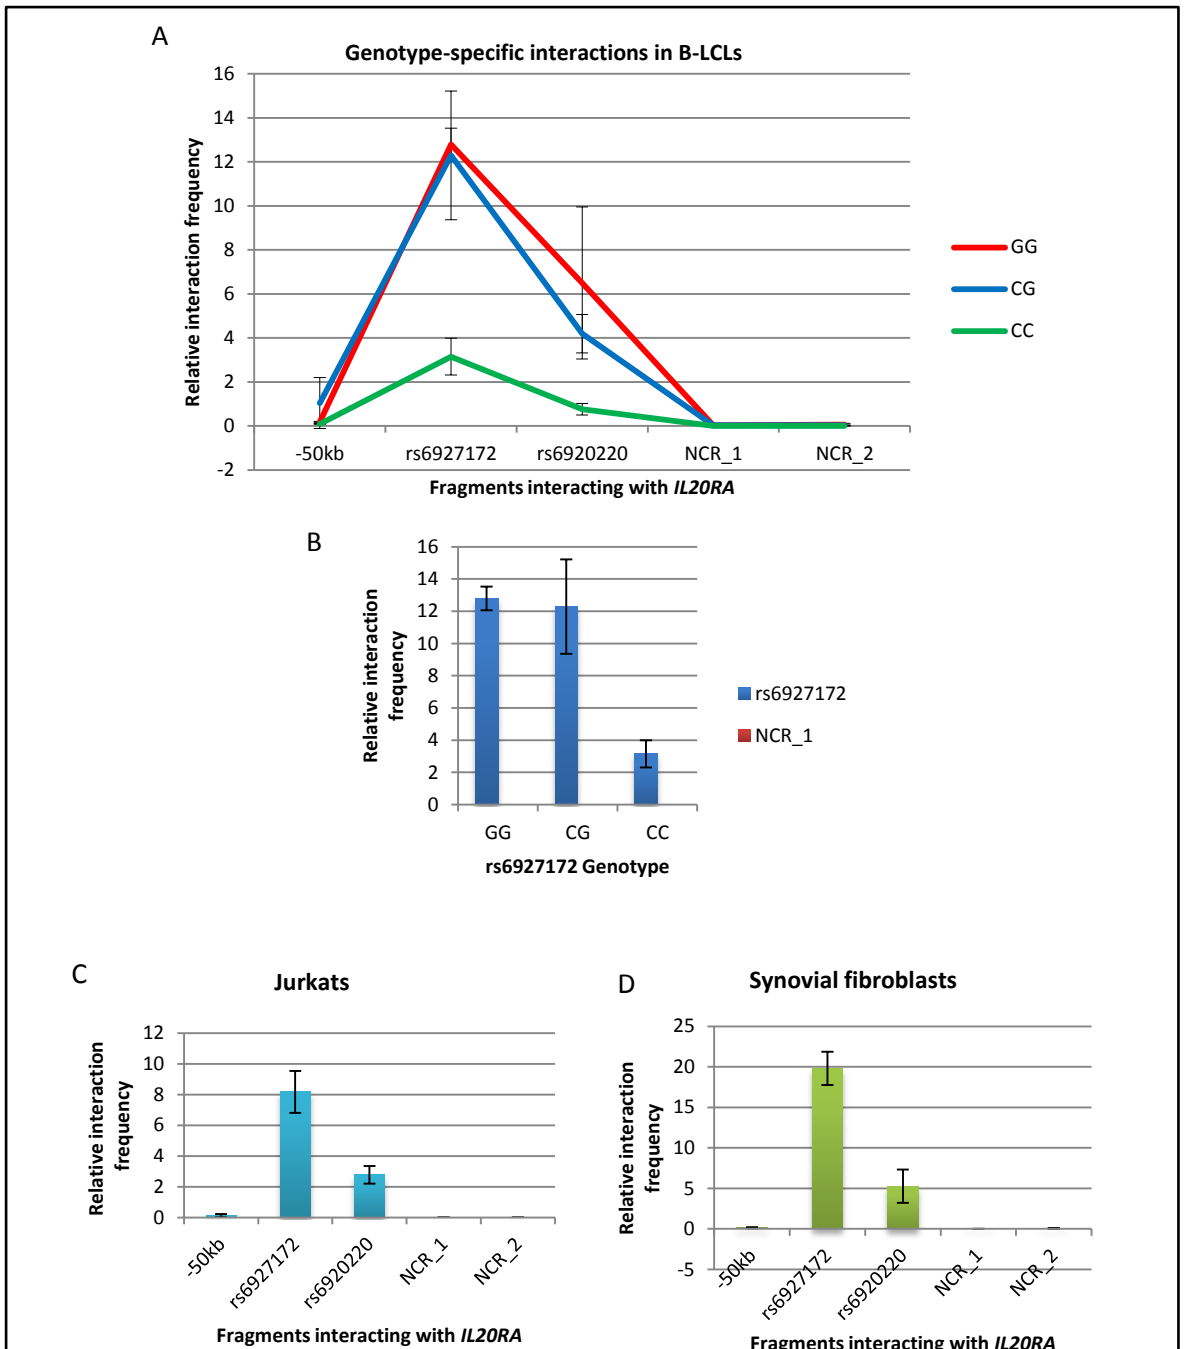 A
Genotype-specific interactions in B-LCLs
16
14
12
10
8
6
4
2
0
-2
Relative interaction frequency
-50kb rs6927172 rs6920220 NCR_1 NCR_2
Fragments interacting with IL20RA
GG
CG
CC
B
16
14
12
10
8
6
4
2
0
Relative interaction
frequency
GG CG CC
rs6927172 Genotype
rs6927172
NCR_1
C
Jurkats
12
10
8
6
4
2
0
Relative interaction
frequency
-50kb rs6927172 rs6920220 NCR_1 NCR_2
Fragments interacting with IL20RA
D
Synovial fibroblasts
25
20
15
10
5
0
-5
Relative interaction
frequency
-50kb rs6927172 rs6920220 NCR_1 NCR_2
Fragments interacting with IL20RA